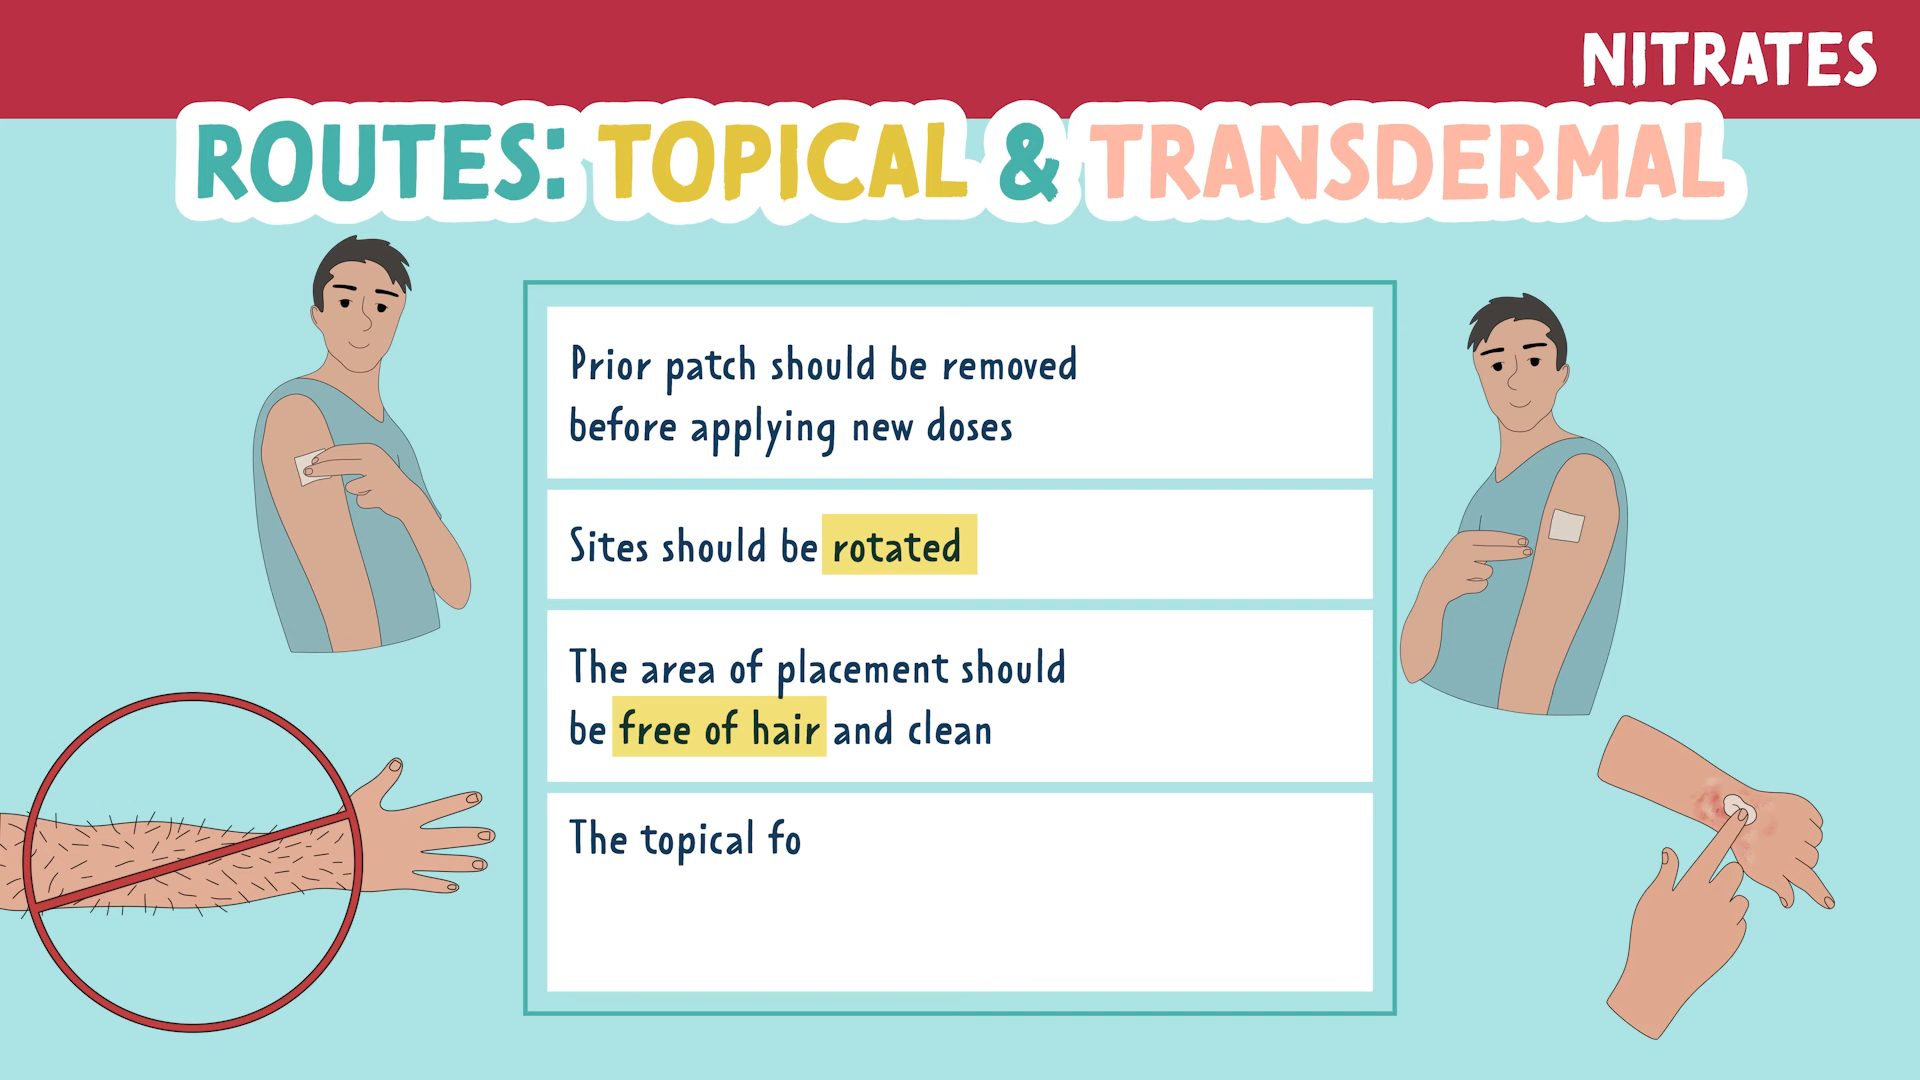 NITRATES
ROUTES: TOPICAL & TRANSDERMAL
Prior patch should be removed
before applying new doses
Sites should be rotated
The area of placement should
be free of hair and clean
The topical fo